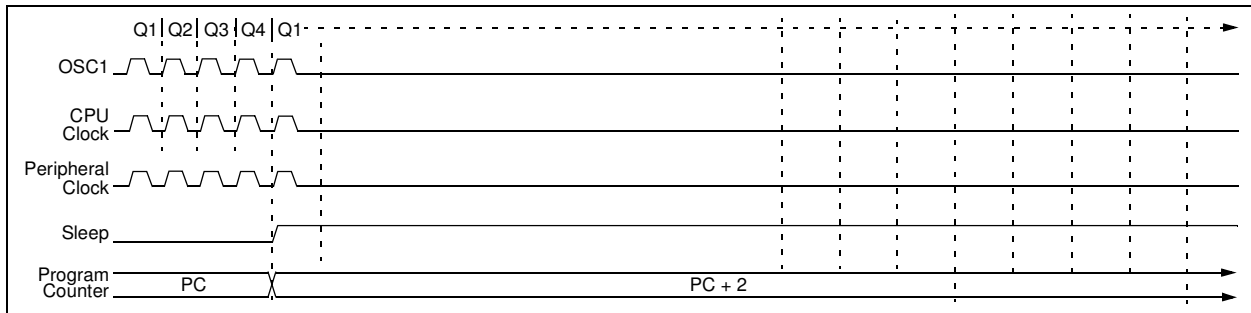 Q1 Q2 Q3 Q4 Q1
OSC1
CPU
Clock
Peripheral
Clock
Sleep
Program
Counter
PC
PC + 2